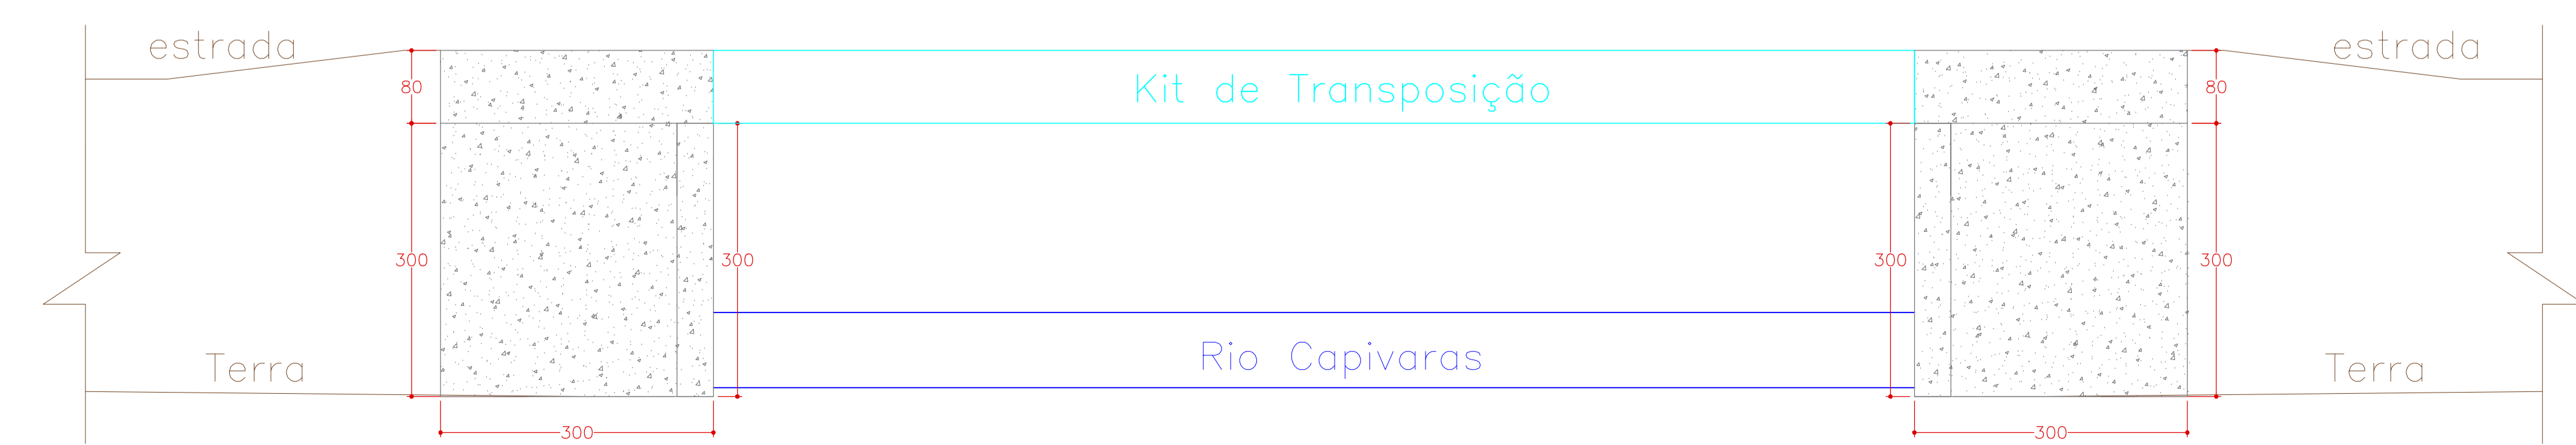 estrada
estrada
Kit de Transposição
80
80
300
300
300
300
Rio Capivaras
Terra
Terra
300
300